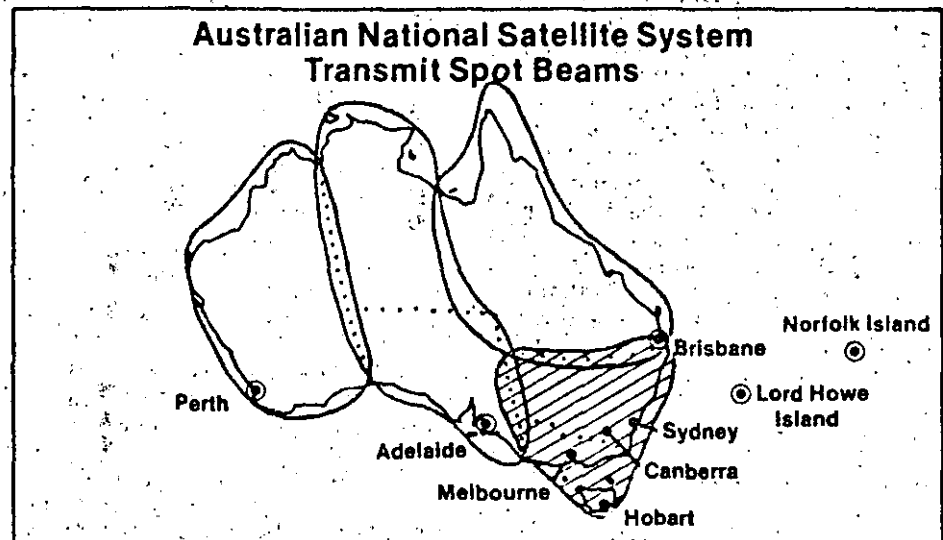 Australian National Satellite System
Transmit Spot Beams
Norfolk Island
Brisbane
Lord Howe
Island
Perth
Sydney
Adelaide
Canberra
Melbourne
Hobart